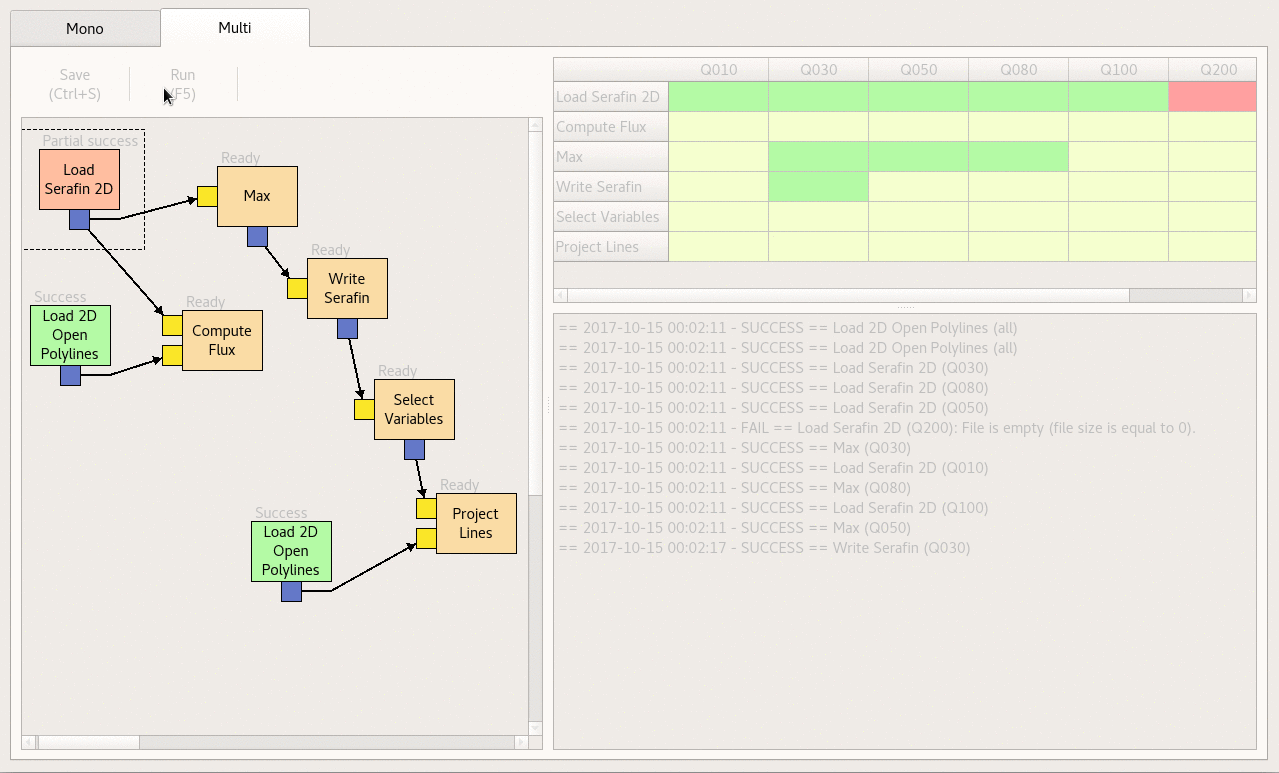 Mono
Multi
Save
(Ctrl+S)
Run
(F5)
Partial success
Load
Serafin 2D
Ready
Max
Ready
Write
Serafin
Success
Load 2D
Open
Polylines
Ready
Compute
Flux
Ready
Select
Variables
Ready
Project
Lines
Success
Load 2D
Open
Polylines
Q010 Q030 Q050 Q080 Q100 Q200
Load Serafin 2D
Compute Flux
Max
Write Serafin
Select Variables
Project Lines
== 2017-10-15 00:02:11 - SUCCESS == Load 2D Open Polylines (all)
== 2017-10-15 00:02:11 - SUCCESS == Load 2D Open Polylines (all)
== 2017-10-15 00:02:11 - SUCCESS == Load Serafin 2D (Q030)
== 2017-10-15 00:02:11 - SUCCESS == Load Serafin 2D (Q080)
== 2017-10-15 00:02:11 - SUCCESS == Load Serafin 2D (Q050)
== 2017-10-15 00:02:11 - FAIL == Load Serafin 2D (Q200): File is empty (file size is equal to 0).
== 2017-10-15 00:02:11 - SUCCESS == Max (Q030)
== 2017-10-15 00:02:11 - SUCCESS == Load Serafin 2D (Q010)
== 2017-10-15 00:02:11 - SUCCESS == Max (Q080)
== 2017-10-15 00:02:11 - SUCCESS == Load Serafin 2D (Q100)
== 2017-10-15 00:02:11 - SUCCESS == Max (Q050)
== 2017-10-15 00:02:17 - SUCCESS == Write Serafin (Q030)